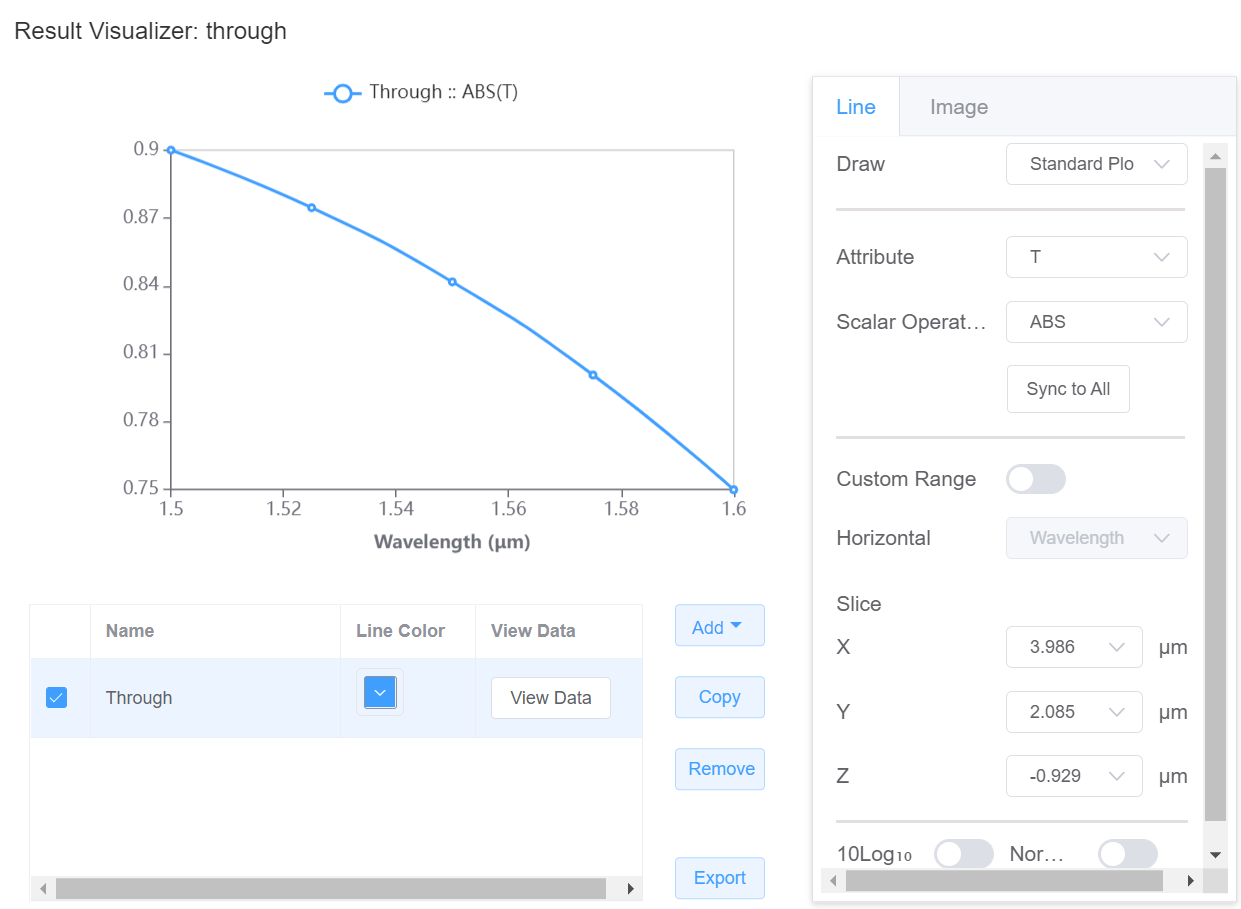 Result Visualizer: through
Through :: ABS(T)
0.9
0.87
0.84
0.81
0.78
0.75
1.5 1.52 1.54 1.56 1.58 1.6
Wavelength (μm)
Name Line Color View Data
Through View Data
Add
Copy
Remove
Export
Line Image
Draw Standard Plo
Attribute T
Scalar Operat… ABS
Sync to All
Custom Range
Horizontal Wavelength
Slice
X 3.986 μm
Y 2.085 μm
Z -0.929 μm
10Log₁₀ Nor…